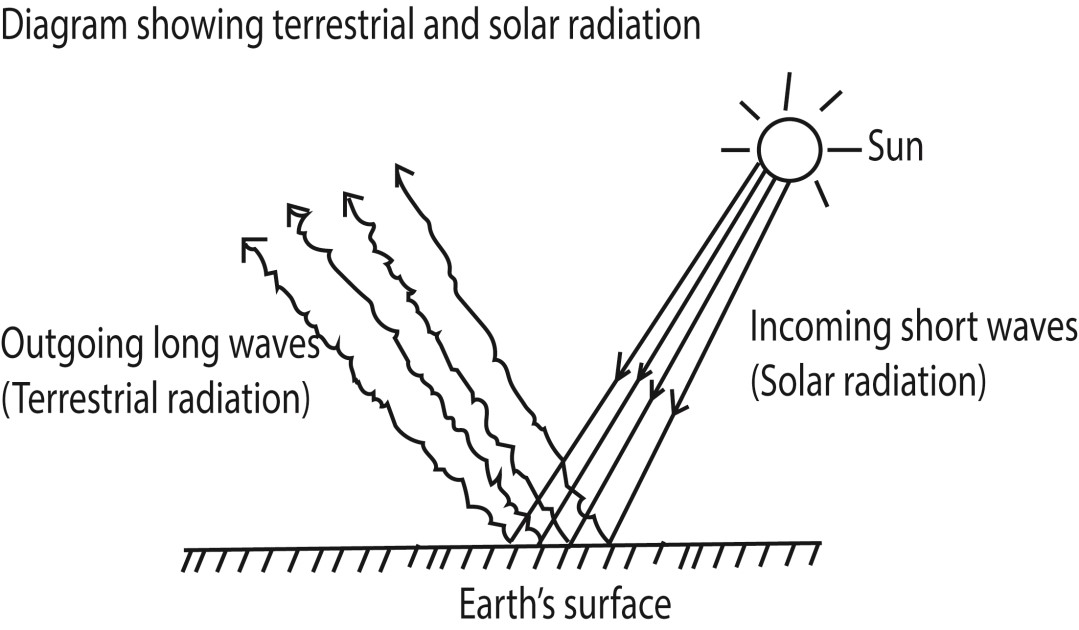 Diagram showing terrestrial and solar radiation
Sun
Outgoing long waves
(Terrestrial radiation)
Incoming short waves
(Solar radiation)
Earth's surface